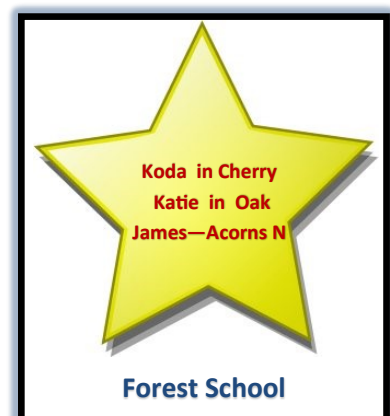 Koda in Cherry
Katie in Oak
James—Acorns N
Forest School